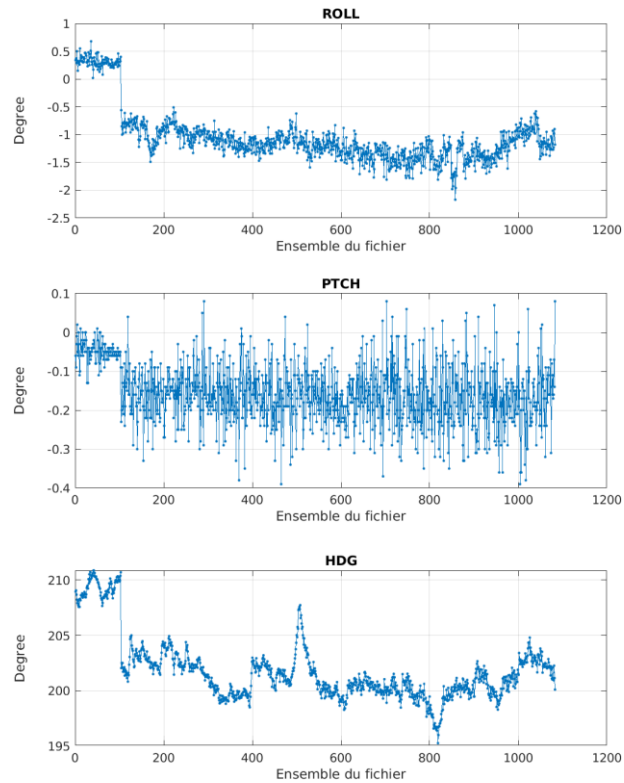 ROLL
1
0.5
0
-0.5
-1
-1.5
-2
-2.5
Degree
0 200 400 600 800 1000 1200
Ensemble du fichier
PTCH
0.1
0
-0.1
-0.2
-0.3
-0.4
Degree
0 200 400 600 800 1000 1200
Ensemble du fichier
HDG
210
205
200
195
Degree
0 200 400 600 800 1000 1200
Ensemble du fichier